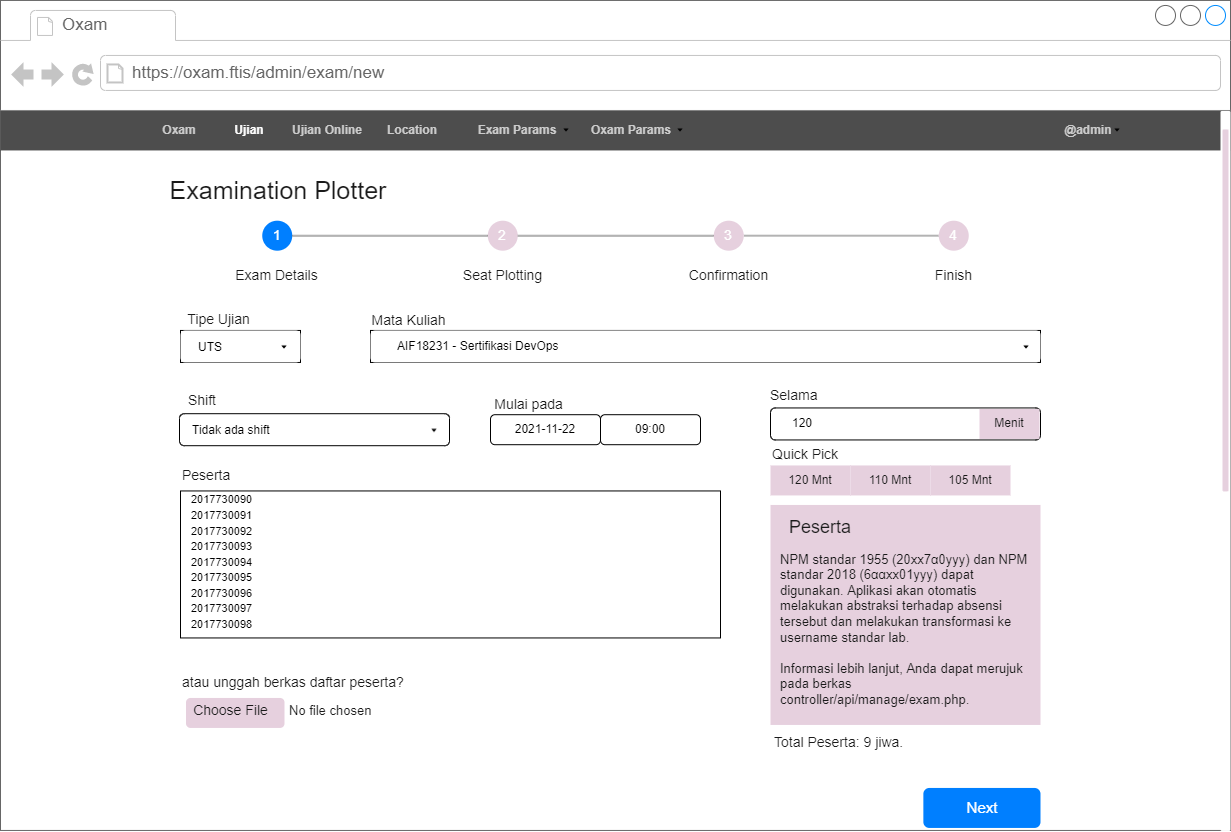 Oxam
https://oxam.ftis/admin/exam/new
Oxam Ujian Ujian Online Location Exam Params Oxam Params @admin
Examination Plotter
1 2 3 4
Exam Details Seat Plotting Confirmation Finish
Tipe Ujian Mata Kuliah
UTS AIF18231 - Sertifikasi DevOps
Shift Mulai pada Selama
Tidak ada shift 2021-11-22 09:00 120 Menit
Quick Pick
120 Mnt 110 Mnt 105 Mnt
Peserta
2017730090
2017730091
2017730092
2017730093
2017730094
2017730095
2017730096
2017730097
2017730098
atau unggah berkas daftar peserta?
Choose File No file chosen
Peserta
NPM standar 1955 (20xx7α0yyy) dan NPM
standar 2018 (6ααxx01yyy) dapat
digunakan. Aplikasi akan otomatis
melakukan abstraksi terhadap absensi
tersebut dan melakukan transformasi ke
username standar lab.
Informasi lebih lanjut, Anda dapat merujuk
pada berkas
controller/api/manage/exam.php.
Total Peserta: 9 jiwa.
Next